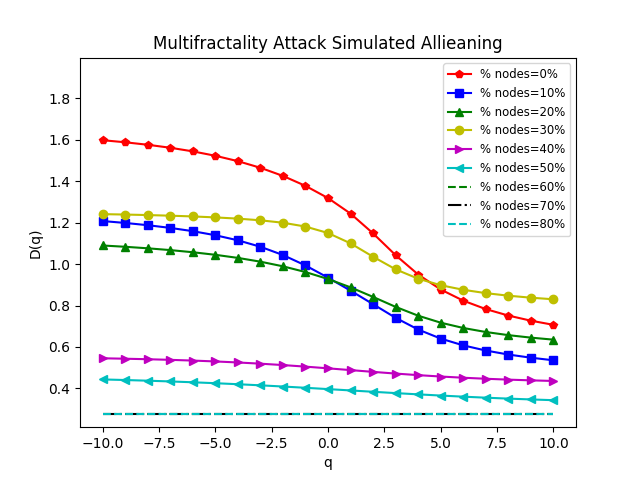 Multifractality Attack Simulated Allieaning
% nodes=0%
% nodes=10%
% nodes=20%
% nodes=30%
% nodes=40%
% nodes=50%
% nodes=60%
% nodes=70%
% nodes=80%
D(q)
1.8
1.6
1.4
1.2
1.0
0.8
0.6
0.4
−10.0 −7.5 −5.0 −2.5 0.0 2.5 5.0 7.5 10.0
q